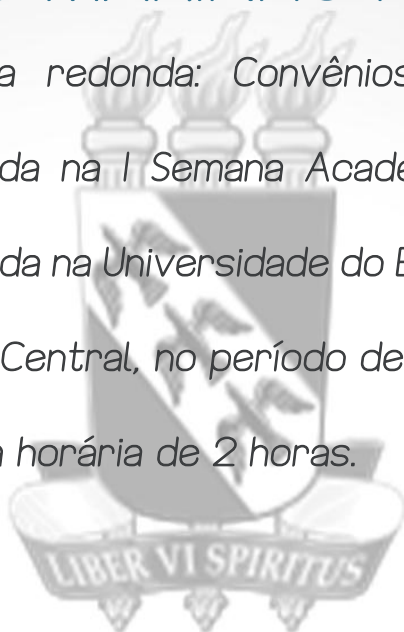 a redonda: Convênios
da na I Semana Acadê
da na Universidade do E
Central, no período de
a horária de 2 horas.
LIBER VI SPIRITUS